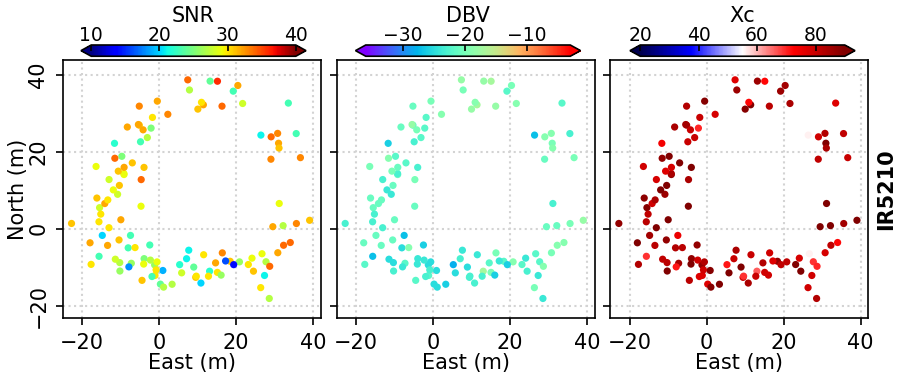 SNR
DBV
Xc
10 20 30 40
−30 −20 −10
20 40 60 80
40
20
0
−20
North (m)
IR5210
−20 0 20 40
−20 0 20 40
−20 0 20 40
East (m)
East (m)
East (m)